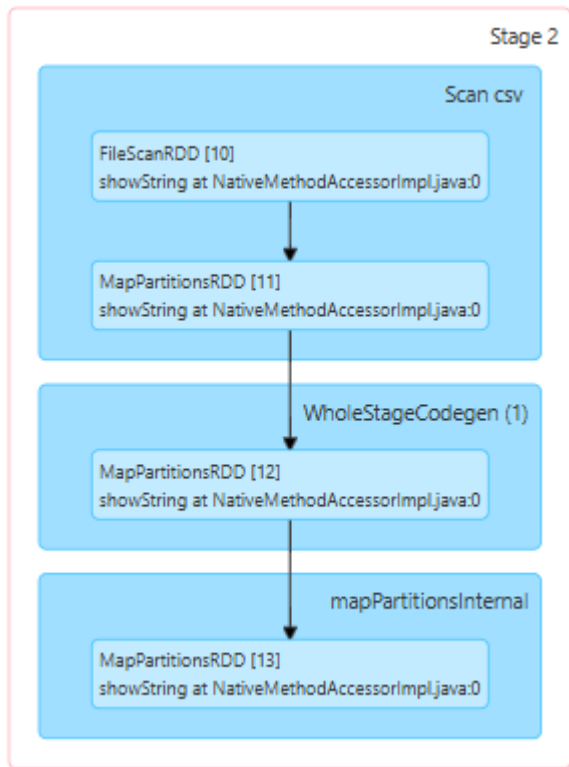 Stage 2
Scan csv
FileScanRDD [10]
showString at NativeMethodAccessorImpl.java:0
MapPartitionsRDD [11]
showString at NativeMethodAccessorImpl.java:0
WholeStageCodegen (1)
MapPartitionsRDD [12]
showString at NativeMethodAccessorImpl.java:0
mapPartitionsInternal
MapPartitionsRDD [13]
showString at NativeMethodAccessorImpl.java:0